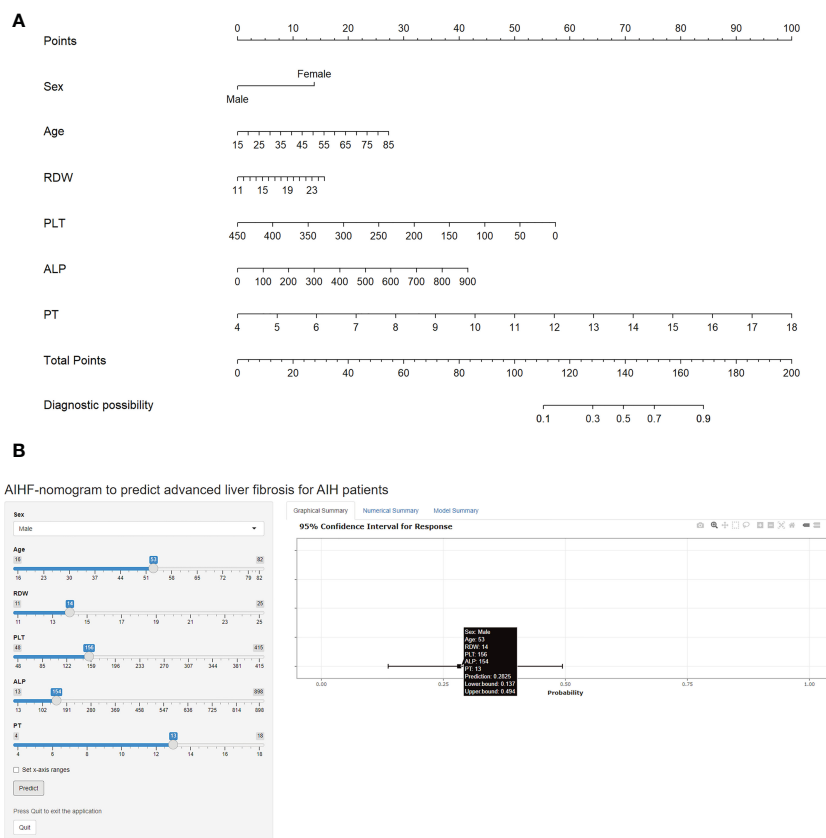 A
Points
0 10 20 30 40 50 60 70 80 90 100
Sex
Female
Male
Age
15 25 35 45 55 65 75 85
RDW
11 15 19 23
PLT
450 400 350 300 250 200 150 100 50 0
ALP
0 100 200 300 400 500 600 700 800 900
PT
4 5 6 7 8 9 10 11 12 13 14 15 16 17 18
Total Points
0 20 40 60 80 100 120 140 160 180 200
Diagnostic possibility
0.1 0.3 0.5 0.7 0.9
B
AIHF-nomogram to predict advanced liver fibrosis for AIH patients
Sex
Male
Age
16 53 82
16 23 30 37 44 51 58 65 72 79 82
RDW
11 14 25
11 13 15 17 19 21 23 25
PLT
48 156 415
48 85 122 159 196 233 270 307 344 381 415
ALP
13 154 898
13 102 191 280 369 458 547 636 725 814 898
PT
4 13 18
4 6 8 10 12 14 16 18
Set x-axis ranges
Predict
Press Quit to exit the application
Quit
Graphical Summary Numerical Summary Model Summary
95% Confidence Interval for Response
Sex: Male
Age: 53
RDW: 14
PLT: 156
ALP: 154
PT: 13
Prediction: 0.2825
Lower.bound: 0.137
Upper.bound: 0.494
0.00 0.25 0.50 0.75 1.00
Probability